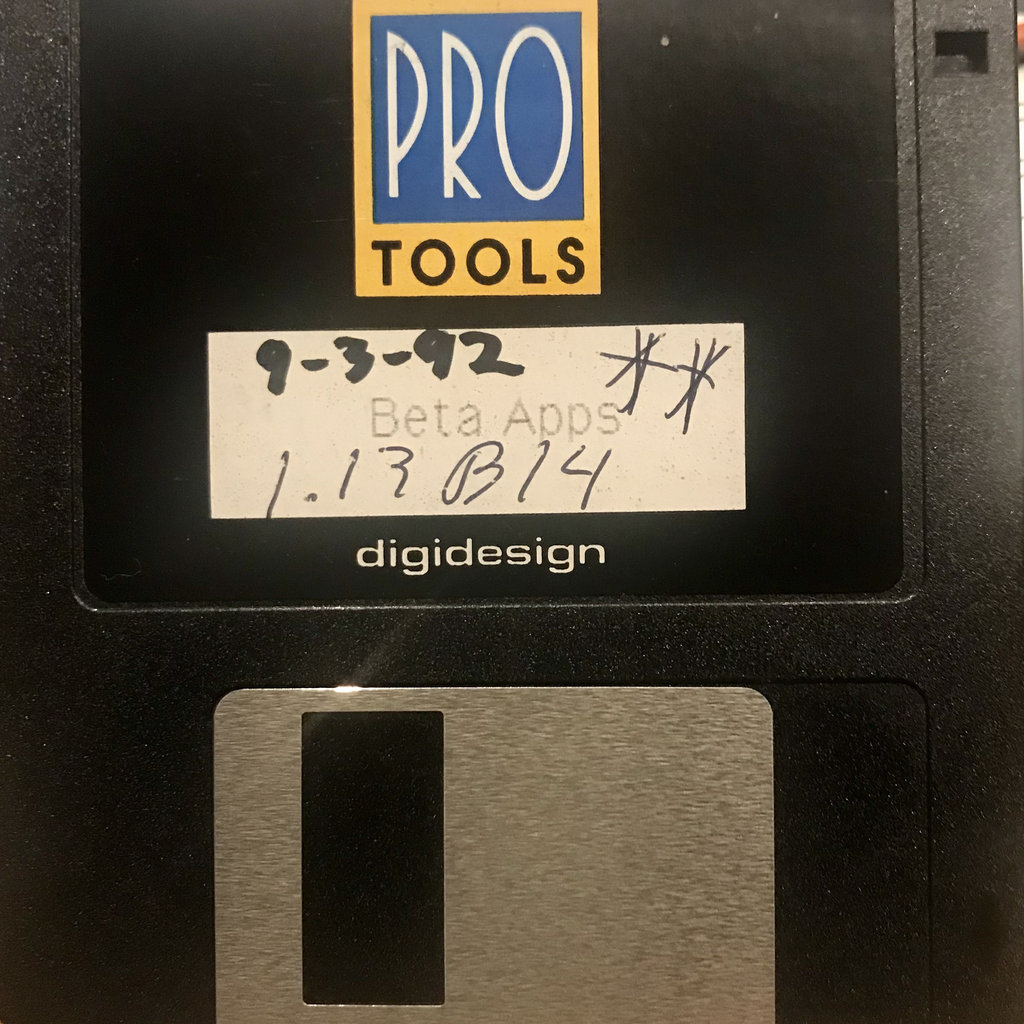 PRO
TOOLS
9-3-92 **
Beta Apps
1.13 B14
digidesign